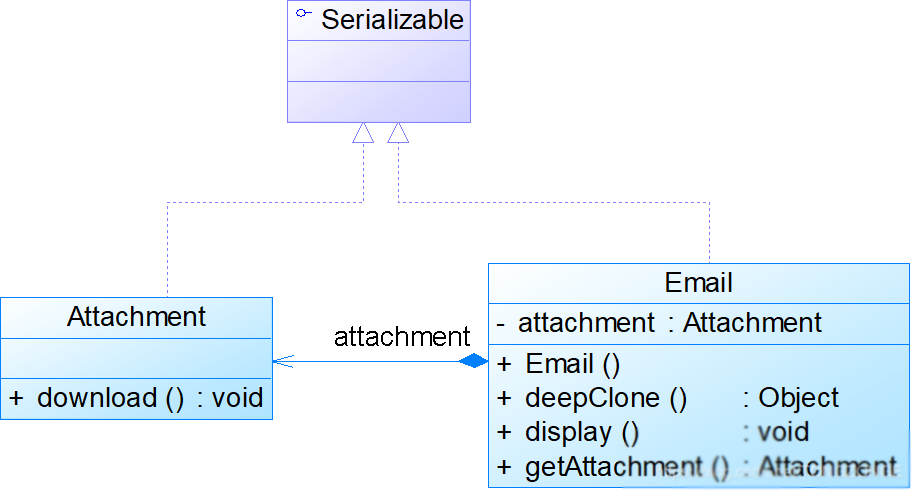 Serializable
Attachment
+ download () : void
attachment
Email
- attachment : Attachment
+ Email ()
+ deepClone () : Object
+ display () : void
+ getAttachment () : Attachment